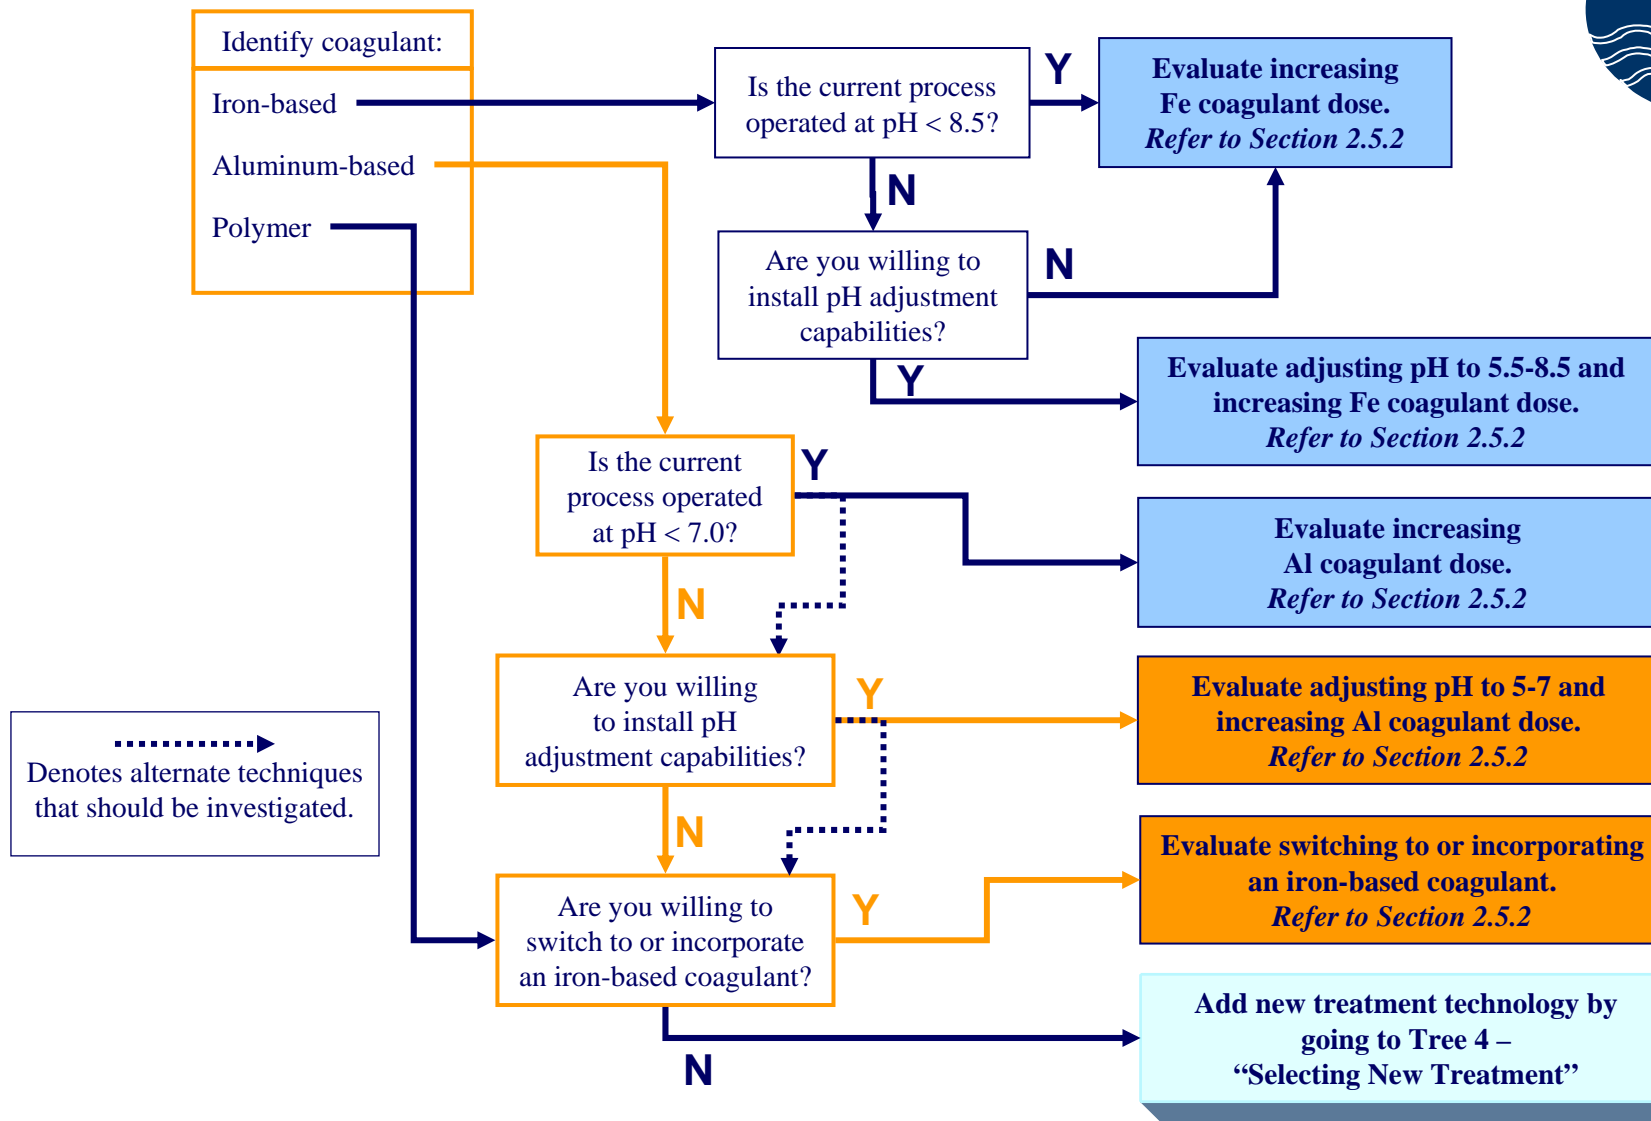 Identify coagulant:
Iron-based
Aluminum-based
Polymer
Is the current process
operated at pH < 8.5?
Y
Evaluate increasing
Fe coagulant dose.
Refer to Section 2.5.2
N
Are you willing to
install pH adjustment
capabilities?
N
Y
Evaluate adjusting pH to 5.5-8.5 and
increasing Fe coagulant dose.
Refer to Section 2.5.2
Is the current
process operated
at pH < 7.0?
Y
Evaluate increasing
Al coagulant dose.
Refer to Section 2.5.2
N
Are you willing
to install pH
adjustment capabilities?
Y
Evaluate adjusting pH to 5-7 and
increasing Al coagulant dose.
Refer to Section 2.5.2
Denotes alternate techniques
that should be investigated.
N
Are you willing to
switch to or incorporate
an iron-based coagulant?
Y
Evaluate switching to or incorporating
an iron-based coagulant.
Refer to Section 2.5.2
N
Add new treatment technology by
going to Tree 4 –
“Selecting New Treatment”